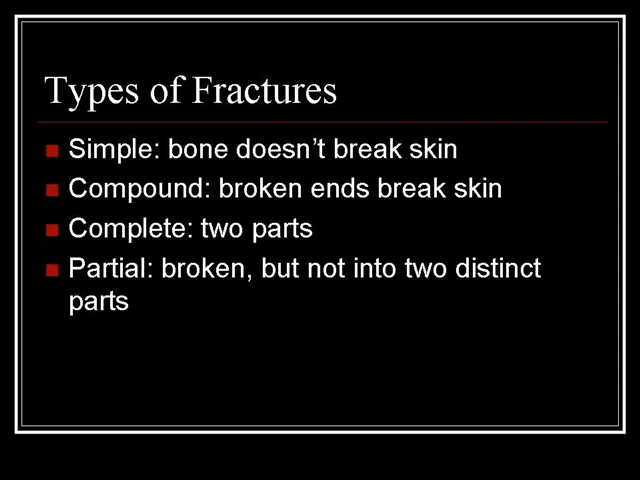 Types of Fractures
Simple: bone doesn’t break skin
Compound: broken ends break skin
Complete: two parts
Partial: broken, but not into two distinct
parts